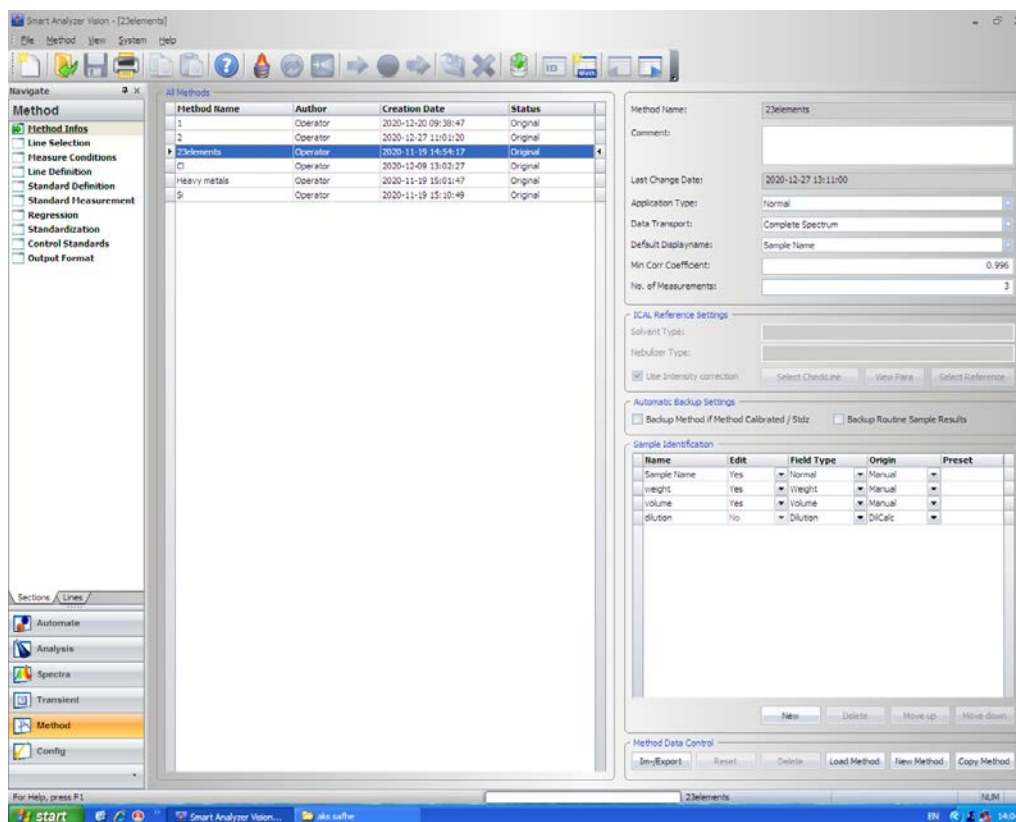 Smart Analyzer Vision - [23elements]
File Method View System Help
Navigate
Method
Method Infos
Line Selection
Measure Conditions
Line Definition
Standard Definition
Standard Measurement
Regression
Standardization
Control Standards
Output Format
Sections Lines
Automate
Analysis
Spectra
Transient
Method
Config
All Methods
Method Name Author Creation Date Status
1 Operator 2020-12-20 09:38:47 Original
2 Operator 2020-12-27 11:01:20 Original
23elements Operator 2020-11-19 14:54:17 Original
Cl Operator 2020-12-09 13:02:27 Original
Heavy metals Operator 2020-11-19 15:01:47 Original
Si Operator 2020-11-19 15:10:49 Original
ID
Math
Method Name: 23elements
Comment:
Last Change Date: 2020-12-27 13:11:00
Application Type: Normal
Data Transport: Complete Spectrum
Default Displayname: Sample Name
Min Corr Coefficient: 0.996
No. of Measurements: 3
ICAL Reference Settings
Solvent Type:
Nebulizer Type:
Use Intensity correction Select CheckLine View Para Select Reference
Automatic Backup Settings
Backup Method if Method Calibrated / Stdz Backup Routine Sample Results
Sample Identification
Name Edit Field Type Origin Preset
Sample Name Yes Normal Manual
weight Yes Weight Manual
volume Yes Volume Manual
dilution No Dilution DilCalc
New Delete Move up Move down
Method Data Control
Im-/Export Reset Delete Load Method New Method Copy Method
For Help, press F1 23elements NUM
start Smart Analyzer Vision... aks safhe EN 14:0